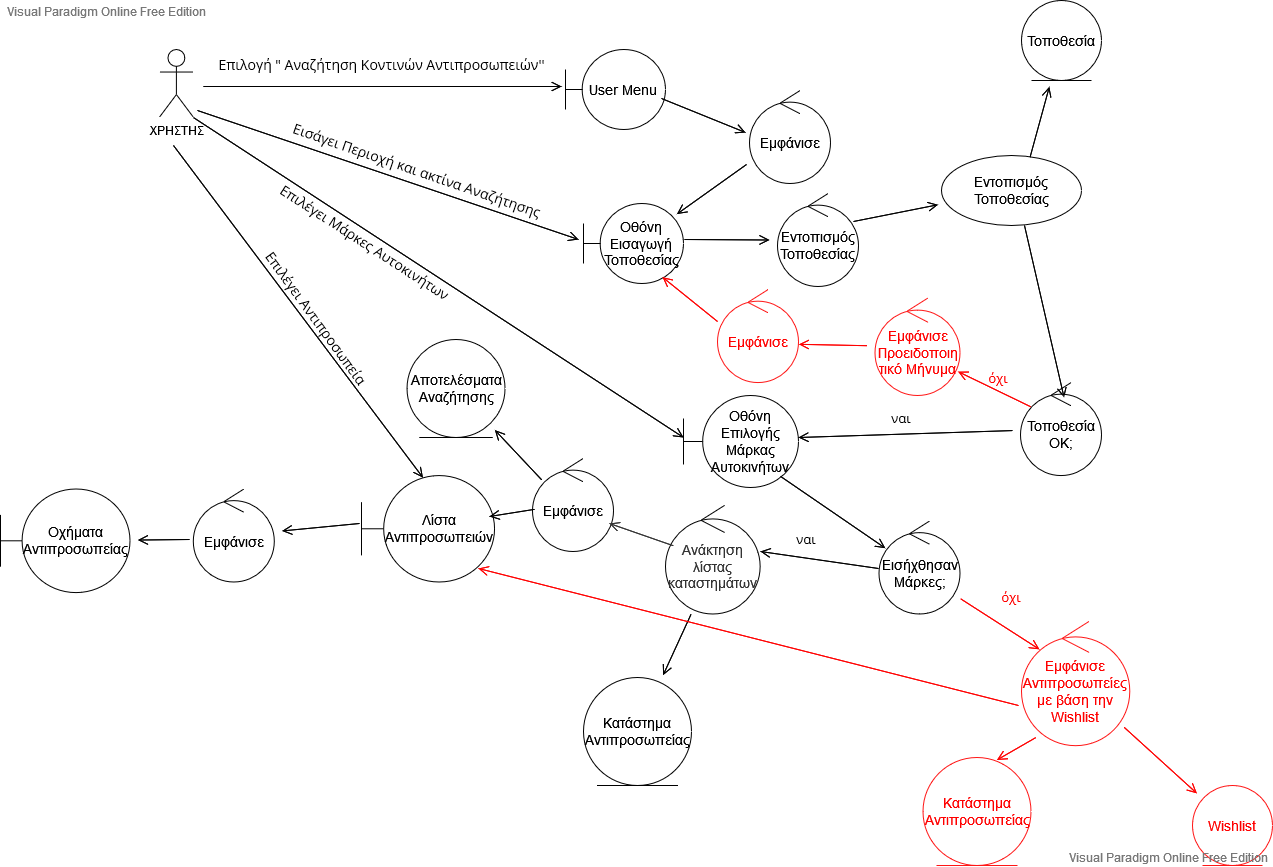 Visual Paradigm Online Free Edition
Τοποθεσία
Επιλογή " Αναζήτηση Κοντινών Αντιπροσωπειών"
User Menu
ΧΡΗΣΤΗΣ
Εμφάνισε
Εισάγει Περιοχή και ακτίνα Αναζήτησης
Εντοπισμός
Τοποθεσίας
Επιλέγει Μάρκες Αυτοκινήτων
Οθόνη
Εισαγωγή
Τοποθεσίας
Εντοπισμός
Τοποθεσίας
Επιλέγει Αντιπροσωπεία
Εμφάνισε
Εμφάνισε
Προειδοποιη
τικό Μήνυμα
όχι
Αποτελέσματα
Αναζήτησης
Οθόνη
Επιλογής
Μάρκας
Αυτοκινήτων
ναι
Τοποθεσία
ΟΚ;
Οχήματα
Αντιπροσωπείας
Εμφάνισε
Λίστα
Αντιπροσωπειών
Εμφάνισε
Ανάκτηση
λίστας
καταστημάτων
ναι
Εισήχθησαν
Μάρκες;
όχι
Εμφάνισε
Αντιπροσωπείες
με βάση την
Wishlist
Κατάστημα
Αντιπροσωπείας
Κατάστημα
Αντιπροσωπείας
Wishlist
Visual Paradigm Online Free Edition